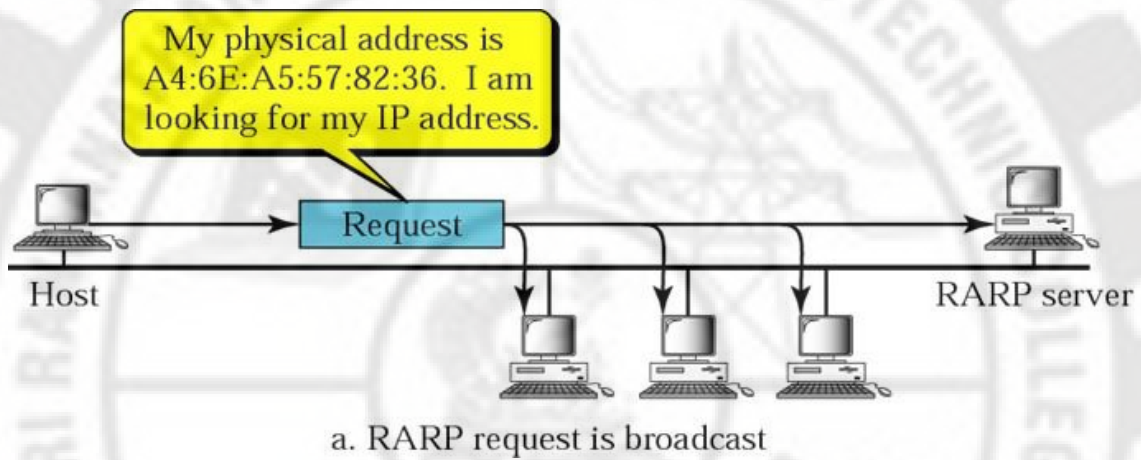 My physical address is
A4:6E:A5:57:82:36. I am
looking for my IP address.
Request
Host
RARP server
a. RARP request is broadcast